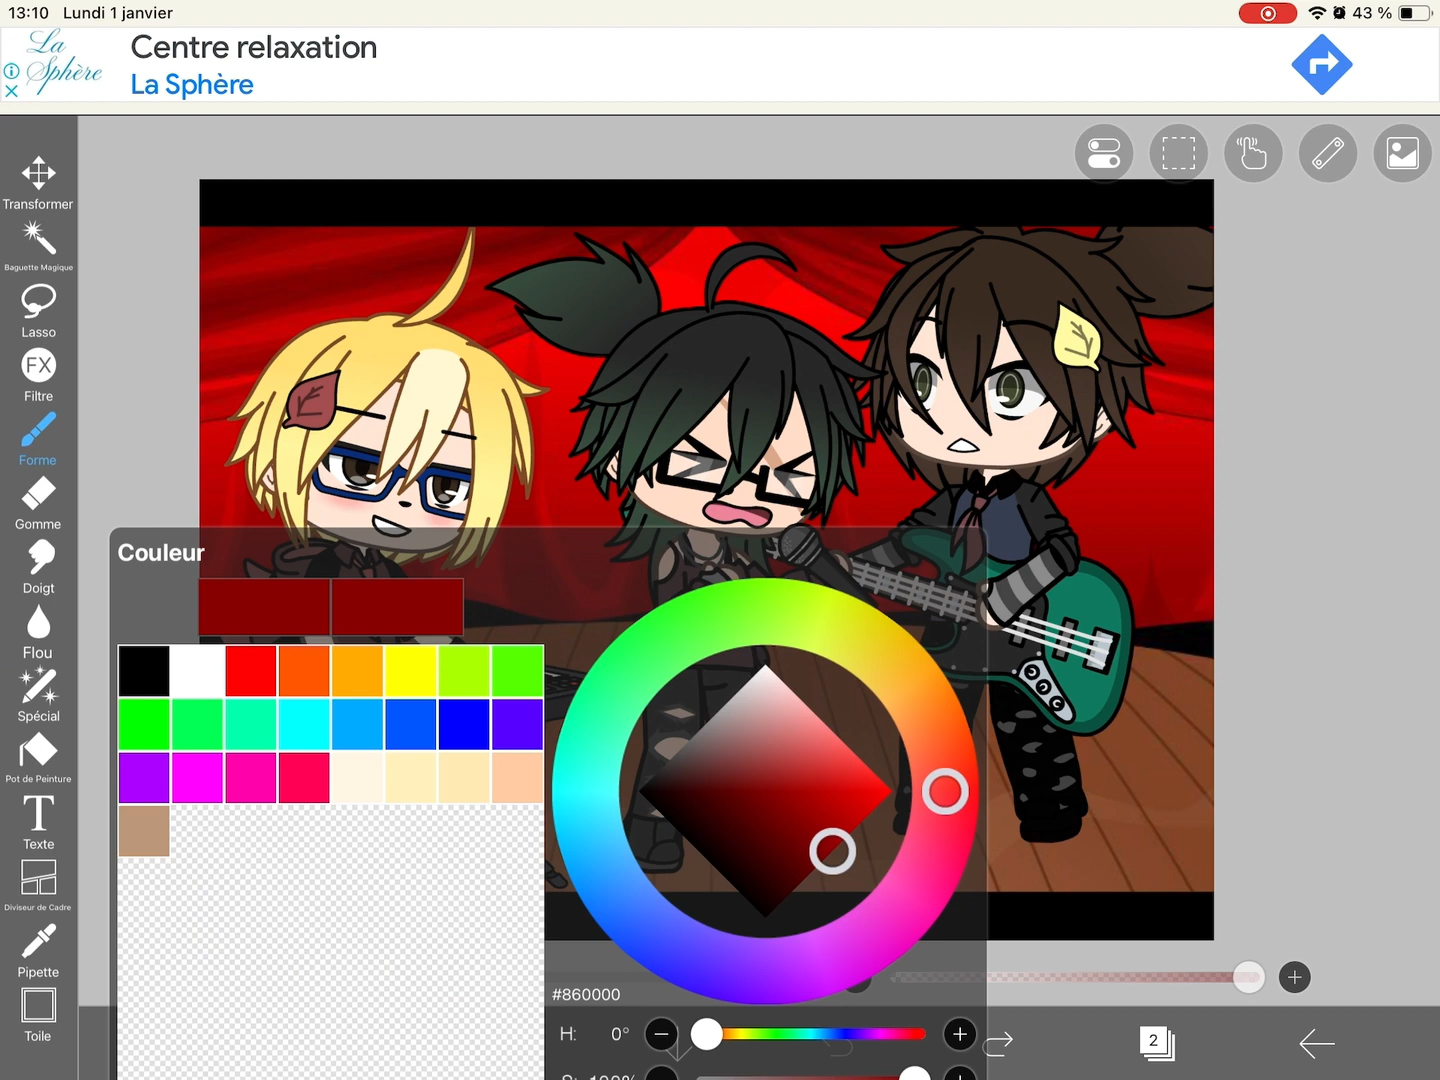 13:10 Lundi 1 janvier
43 %
La
Sphère
Centre relaxation
La Sphère
Transformer
Baguette Magique
Lasso
FX
Filtre
Forme
Gomme
Doigt
Flou
Spécial
Pot de Peinture
T
Texte
Diviseur de Cadre
Pipette
Toile
Couleur
#860000
H: 0°
S: 100%
2